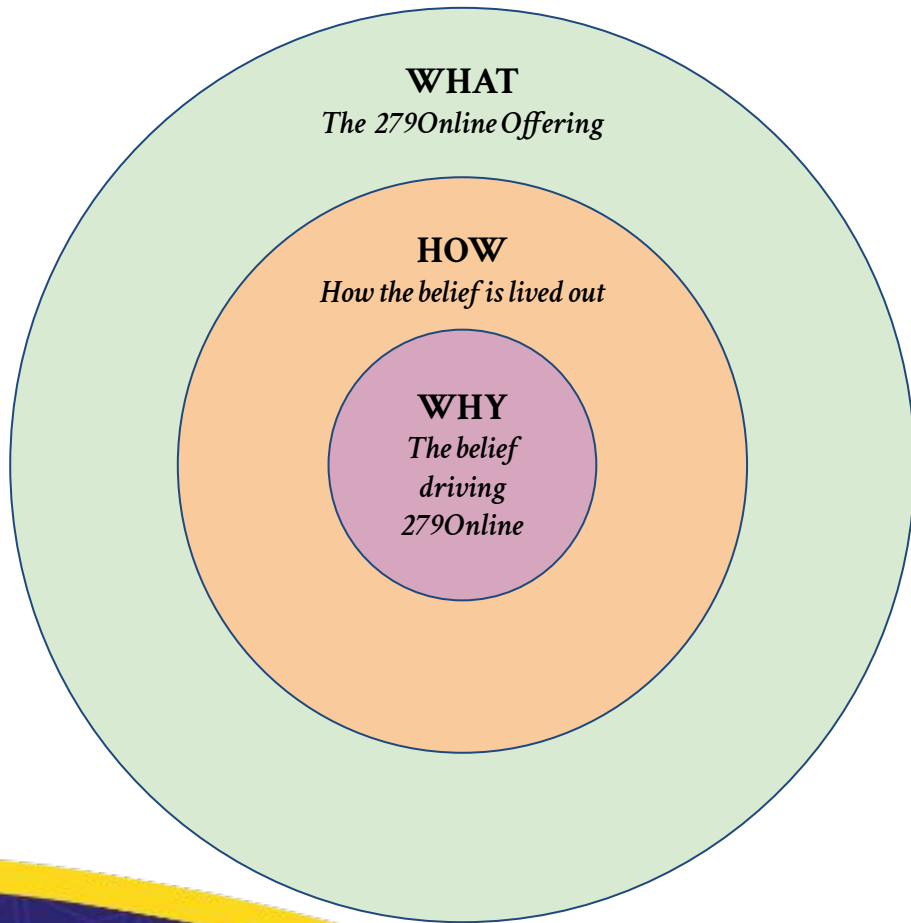 WHAT
The 279Online Offering
HOW
How the belief is lived out
WHY
The belief
driving
279Online